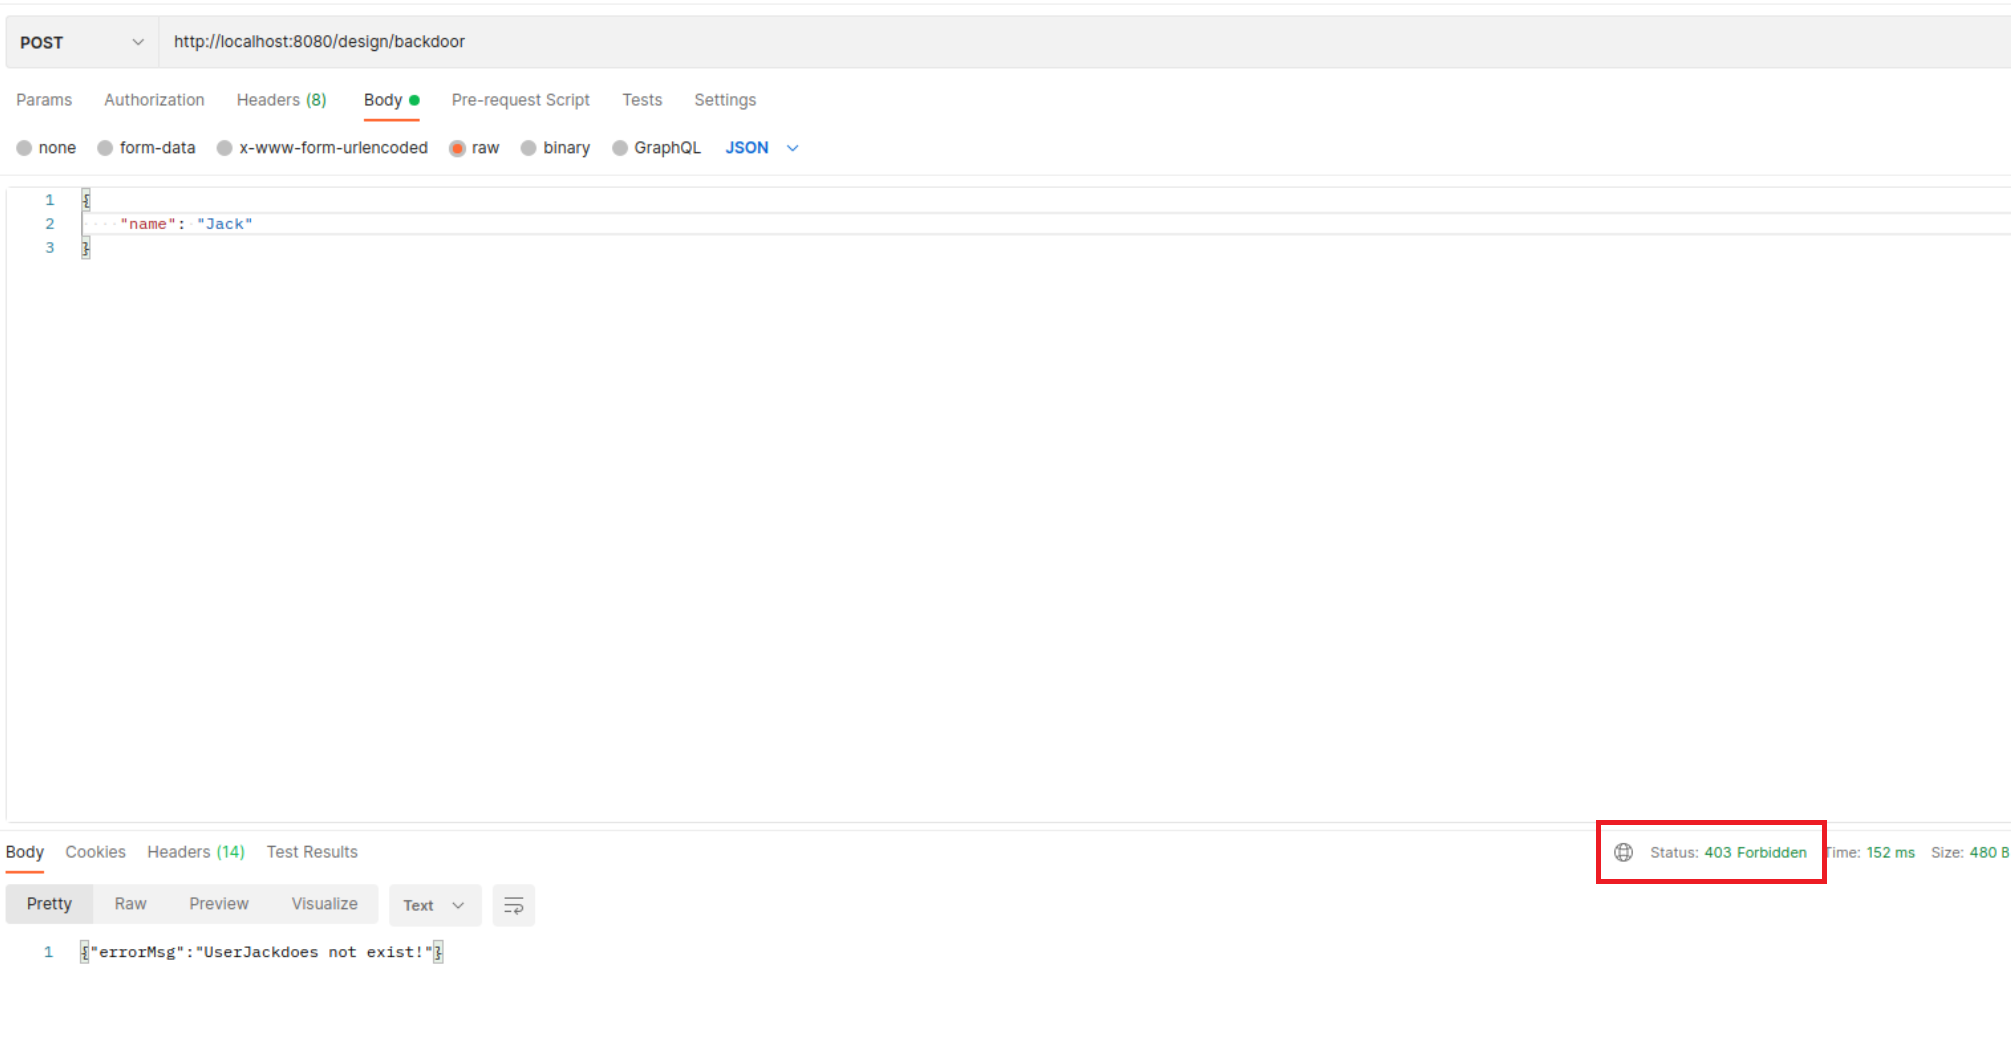 POST http://localhost:8080/design/backdoor
Params Authorization Headers (8) Body Pre-request Script Tests Settings
none form-data x-www-form-urlencoded raw binary GraphQL JSON
1 {
2 "name": "Jack"
3 }
Body Cookies Headers (14) Test Results Status: 403 Forbidden Time: 152 ms Size: 480 B
Pretty Raw Preview Visualize Text
1 {"errorMsg":"UserJackdoes not exist!"}